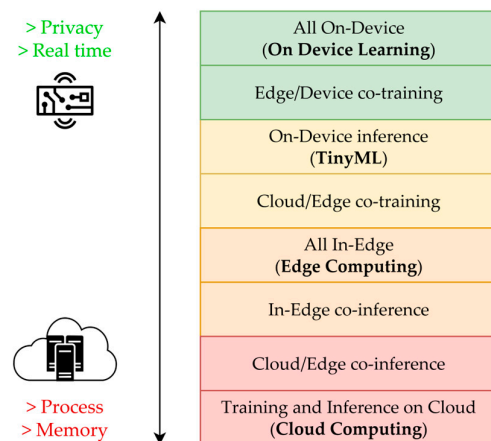 > Privacy
> Real time
All On-Device
(On Device Learning)
Edge/Device co-training
On-Device inference
(TinyML)
Cloud/Edge co-training
All In-Edge
(Edge Computing)
In-Edge co-inference
Cloud/Edge co-inference
> Process
> Memory
Training and Inference on Cloud
(Cloud Computing)